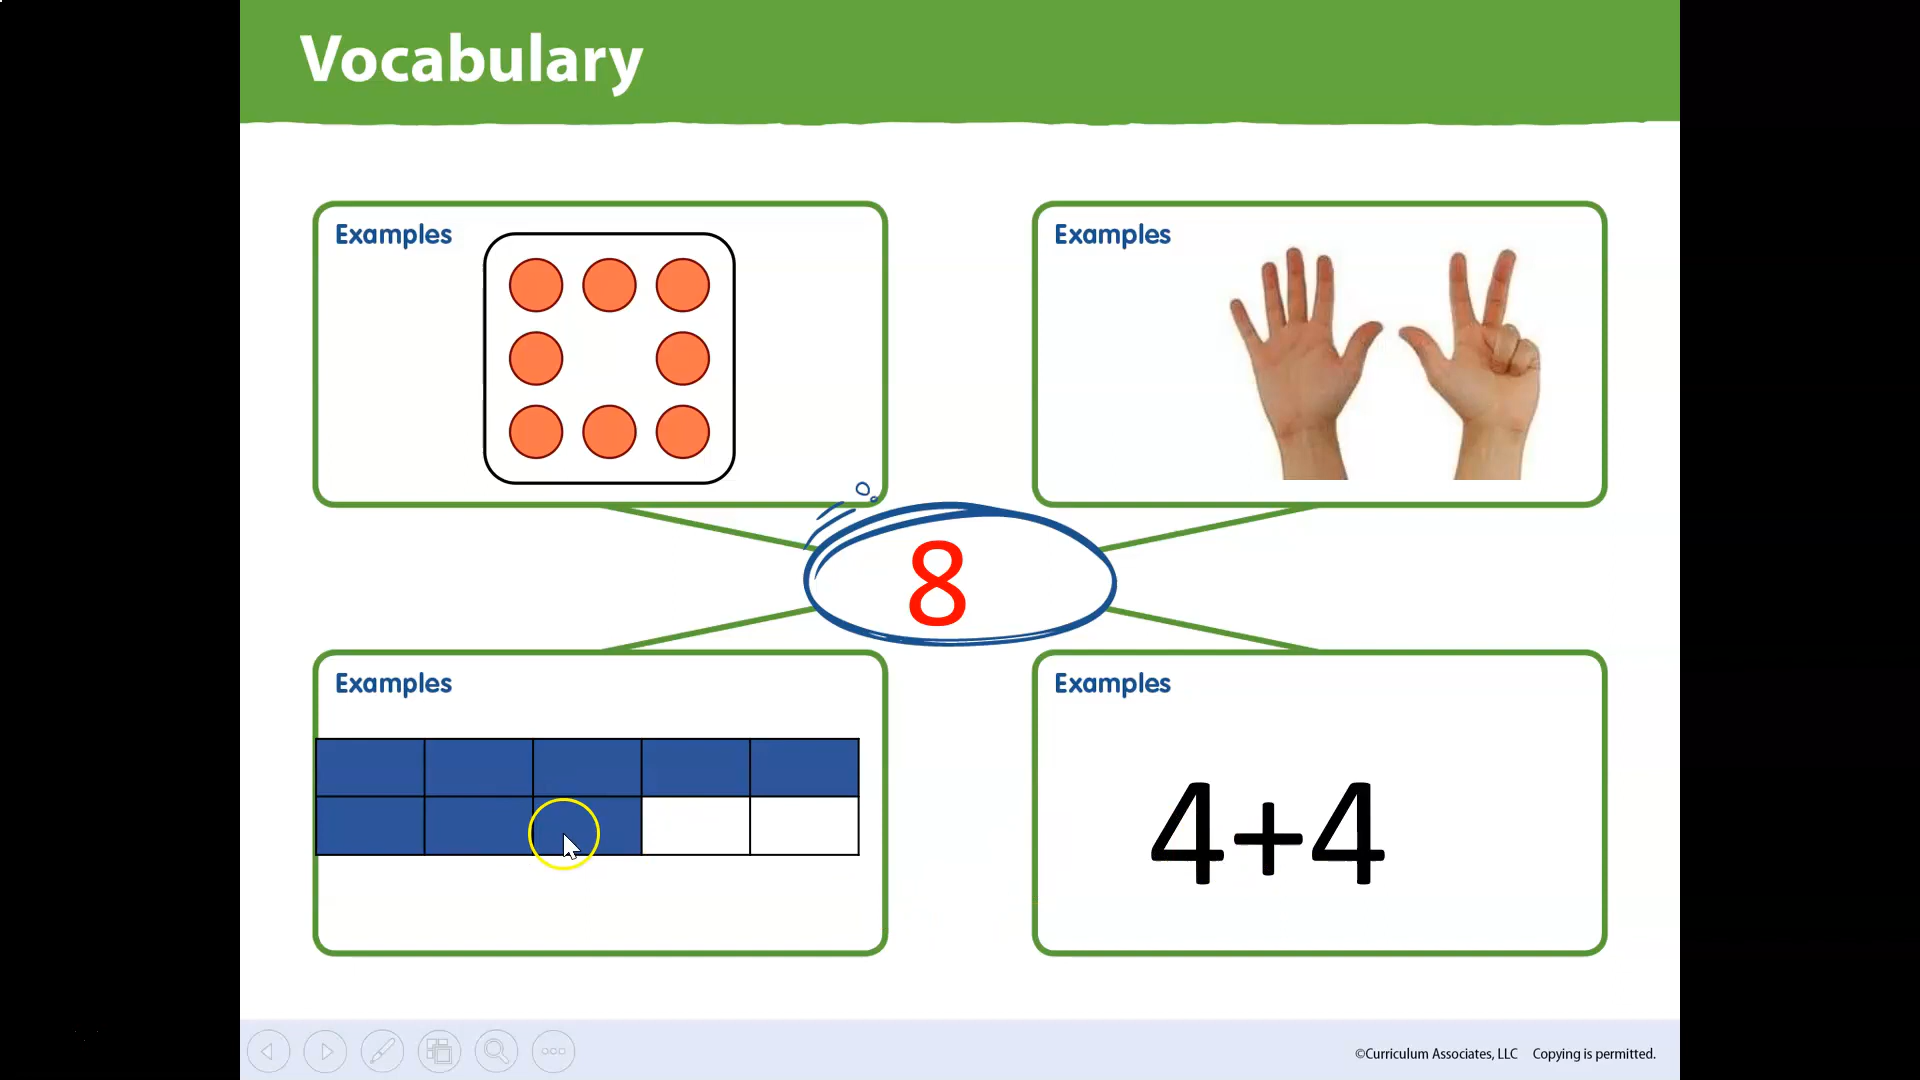 Vocabulary
Examples
Examples
8
Examples
Examples
4+4
©Curriculum Associates, LLC Copying is permitted.